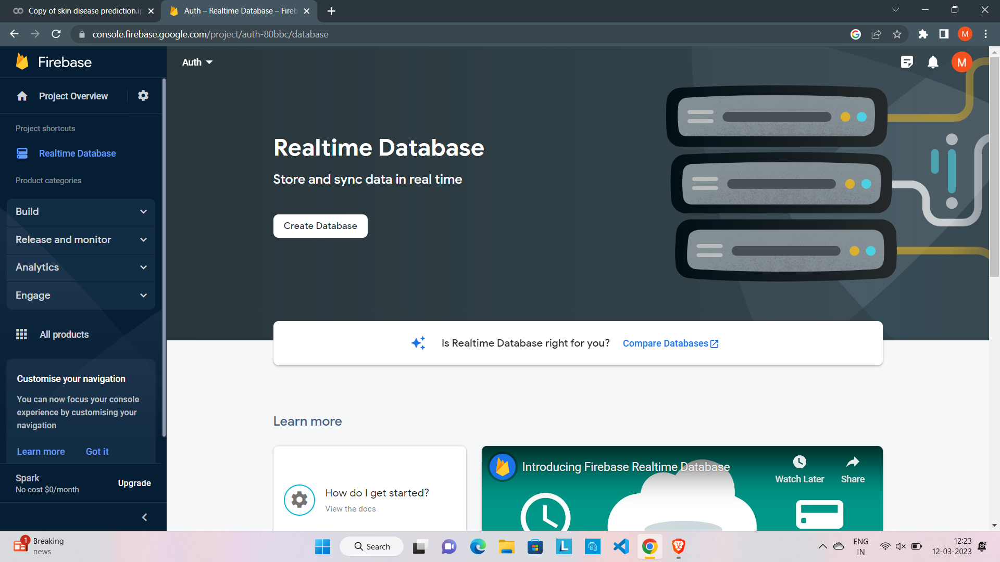 Copy of skin disease prediction.ip
Auth – Realtime Database – Fireb
console.firebase.google.com/project/auth-80bbc/database
M
Firebase
Auth
M
Project Overview
Project shortcuts
Realtime Database
Product categories
Build
Release and monitor
Analytics
Engage
All products
Customise your navigation
You can now focus your console
experience by customising your
navigation
Learn more Got it
Spark
No cost $0/month
Upgrade
Realtime Database
Store and sync data in real time
Create Database
Is Realtime Database right for you? Compare Databases
Learn more
How do I get started?
View the docs
Introducing Firebase Realtime Database
Watch Later
Share
1
Breaking
news
Search
L
ENG
IN
12:23
12-03-2023